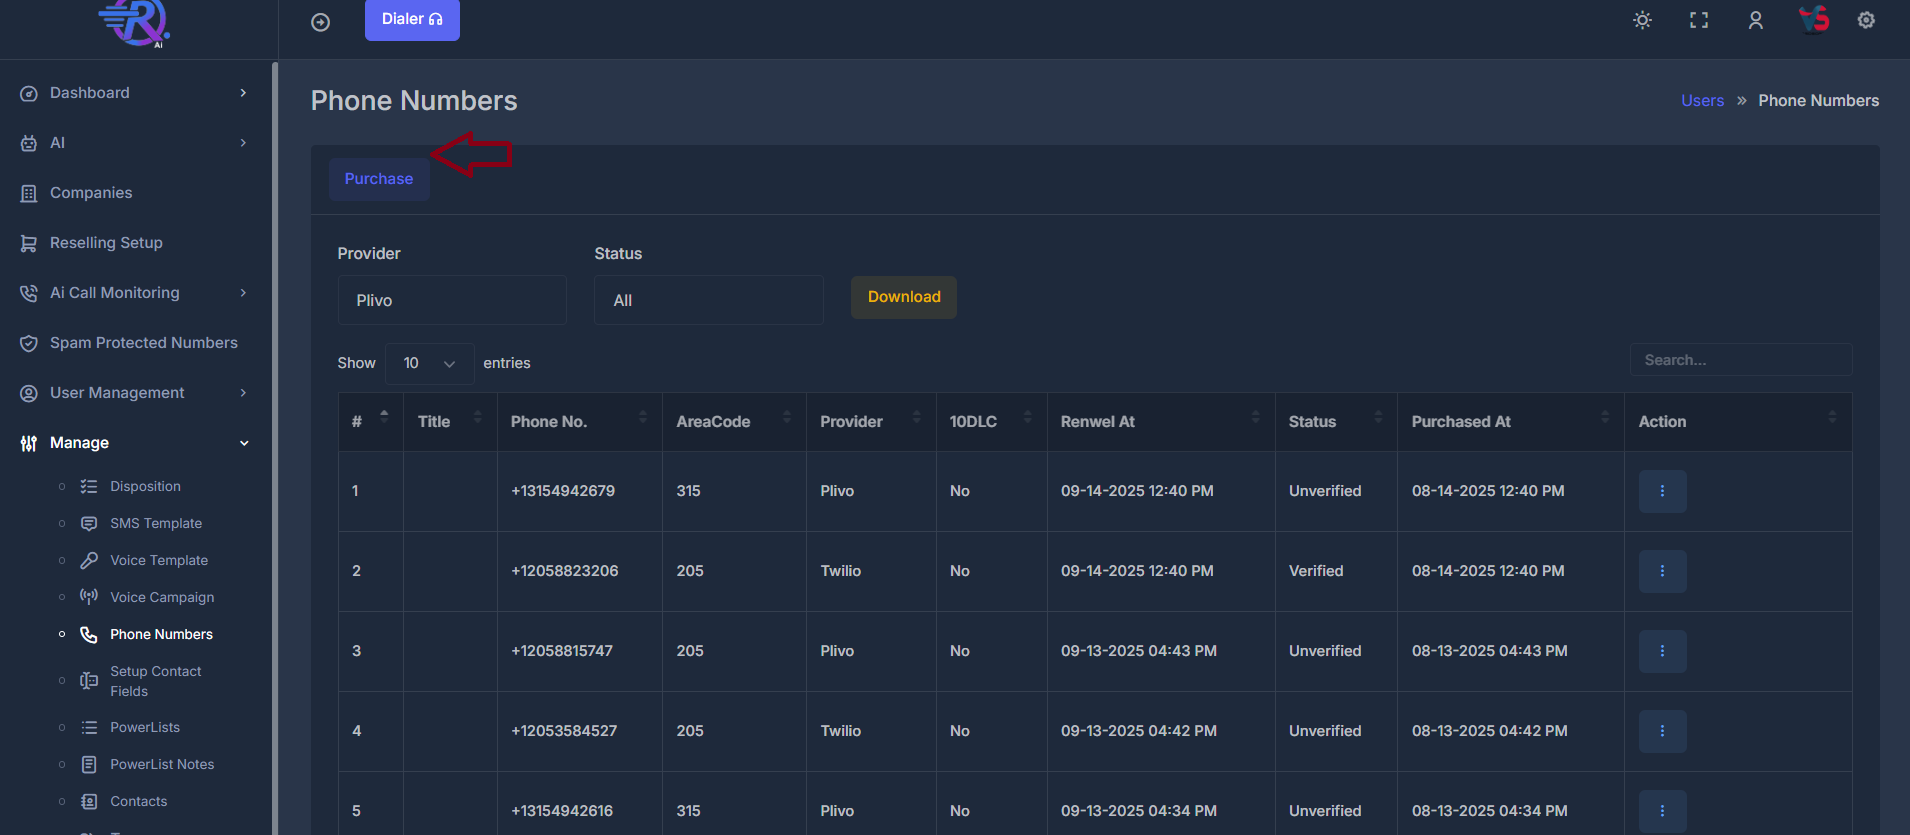 R
Ai
Dialer
VS
Dashboard
AI
Companies
Reselling Setup
Ai Call Monitoring
Spam Protected Numbers
User Management
Manage
Disposition
SMS Template
Voice Template
Voice Campaign
Phone Numbers
Setup Contact
Fields
PowerLists
PowerList Notes
Contacts
Phone Numbers
Users » Phone Numbers
Purchase
Provider Status
Plivo All Download
Show 10 entries Search...
# Title Phone No. AreaCode Provider 10DLC Renwel At Status Purchased At Action
1 +13154942679 315 Plivo No 09-14-2025 12:40 PM Unverified 08-14-2025 12:40 PM
2 +12058823206 205 Twilio No 09-14-2025 12:40 PM Verified 08-14-2025 12:40 PM
3 +12058815747 205 Plivo No 09-13-2025 04:43 PM Unverified 08-13-2025 04:43 PM
4 +12053584527 205 Twilio No 09-13-2025 04:42 PM Unverified 08-13-2025 04:42 PM
5 +13154942616 315 Plivo No 09-13-2025 04:34 PM Unverified 08-13-2025 04:34 PM